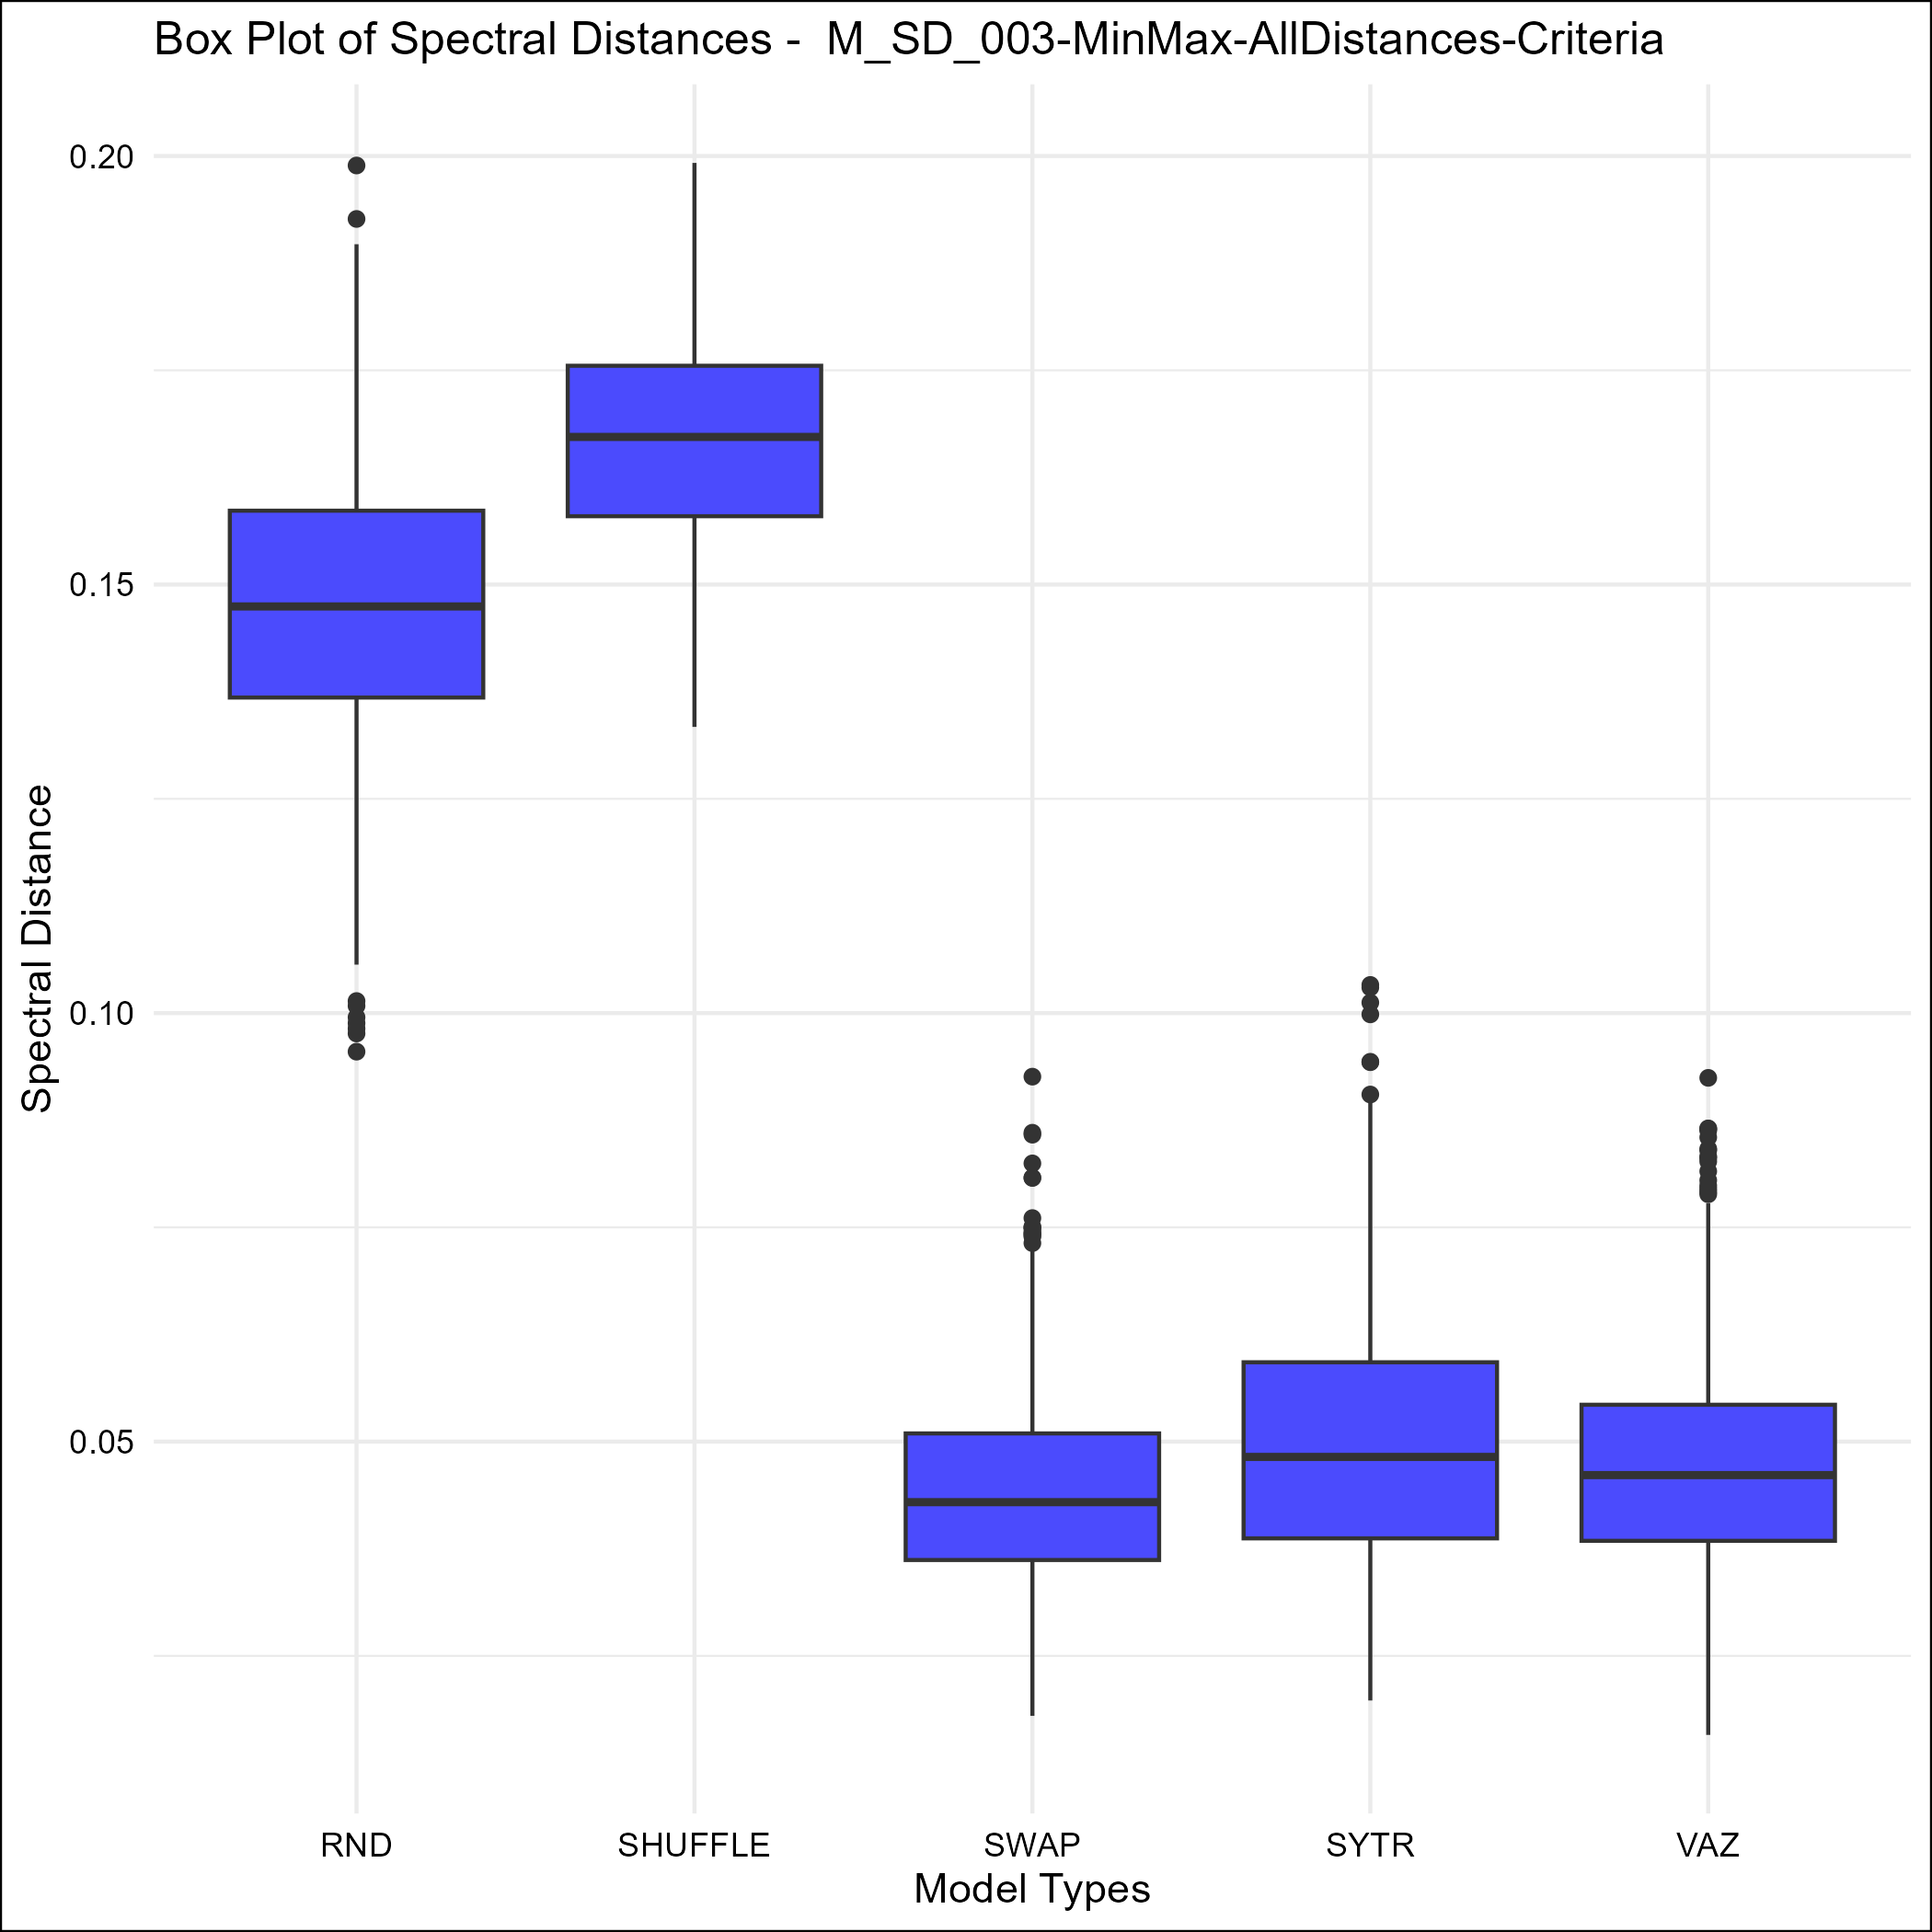 Box Plot of Spectral Distances -  M_SD_003-MinMax-AllDistances-Criteria
Spectral Distance
0.20
0.15
0.10
0.05
RND SHUFFLE SWAP SYTR VAZ
Model Types